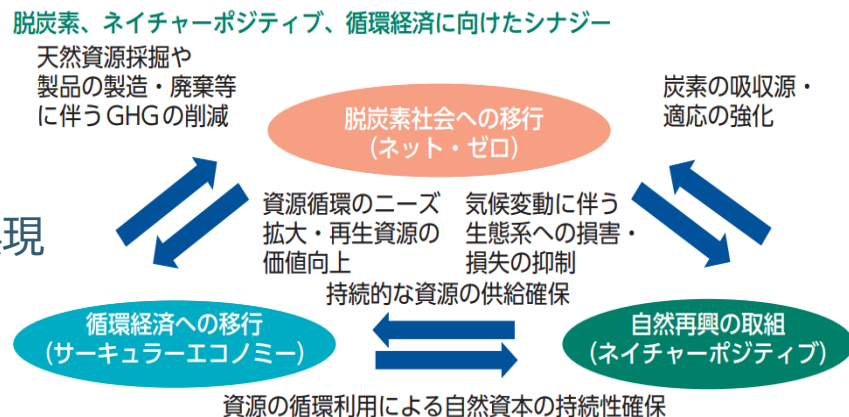 脱炭素、ネイチャーポジティブ、循環経済に向けたシナジー
天然資源採掘や
製品の製造・廃棄等
に伴うGHGの削減
炭素の吸収源・
適応の強化
脱炭素社会への移行
(ネット・ゼロ)
資源循環のニーズ
拡大・再生資源の
価値向上
気候変動に伴う
生態系への損害・
損失の抑制
現
持続的な資源の供給確保
循環経済への移行
(サーキュラーエコノミー)
自然再興の取組
(ネイチャーポジティブ)
資源の循環利用による自然資本の持続性確保